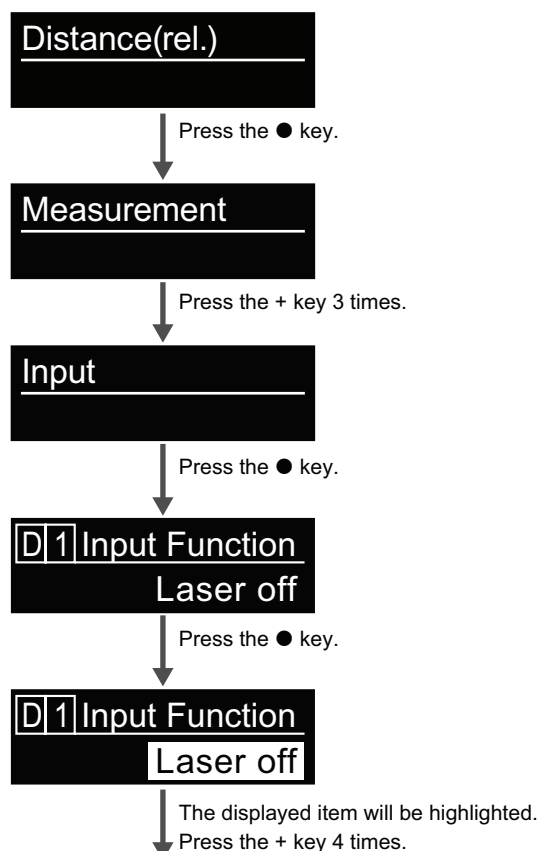 Distance(rel.)
Press the ● key.
Measurement
Press the + key 3 times.
Input
Press the ● key.
D 1 Input Function
Laser off
Press the ● key.
D 1 Input Function
Laser off
The displayed item will be highlighted.
Press the + key 4 times.